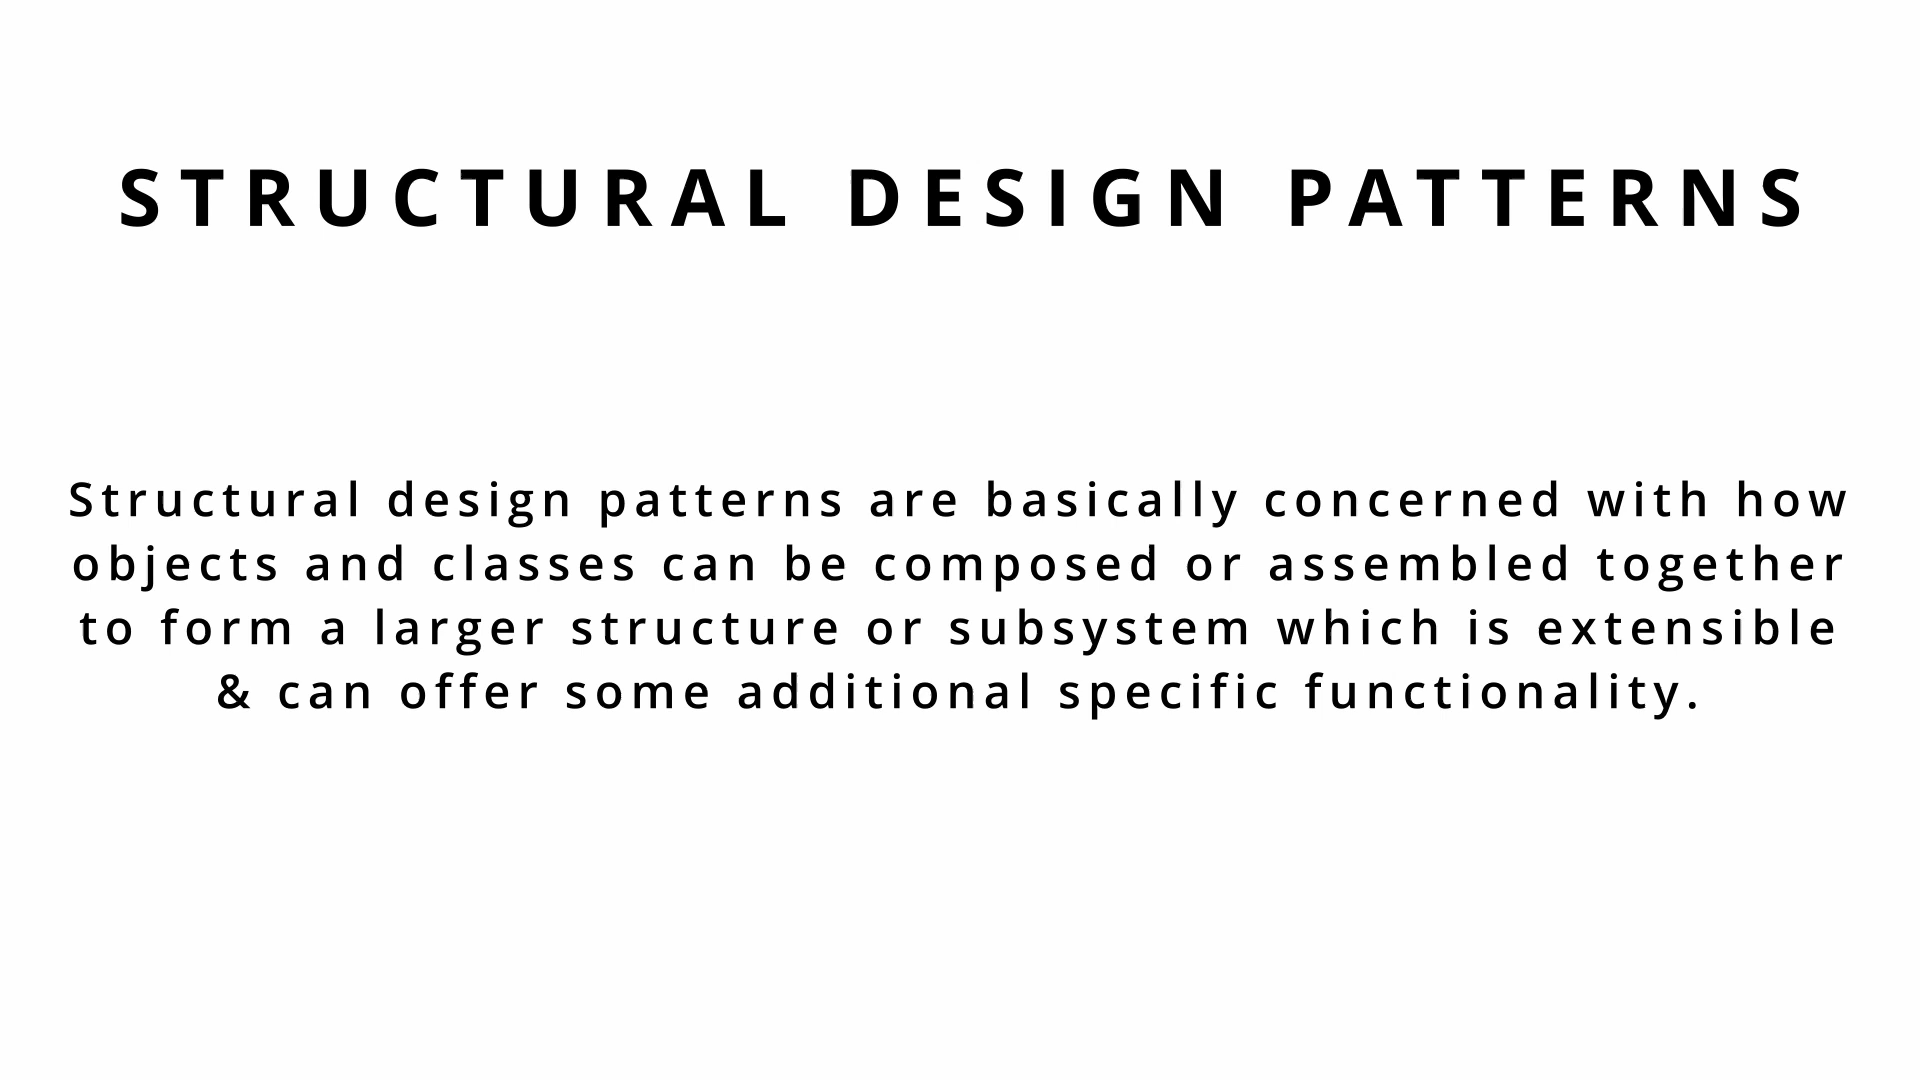 STRUCTURAL DESIGN PATTERNS
Structural design patterns are basically concerned with how
objects and classes can be composed or assembled together
to form a larger structure or subsystem which is extensible
& can offer some additional specific functionality.